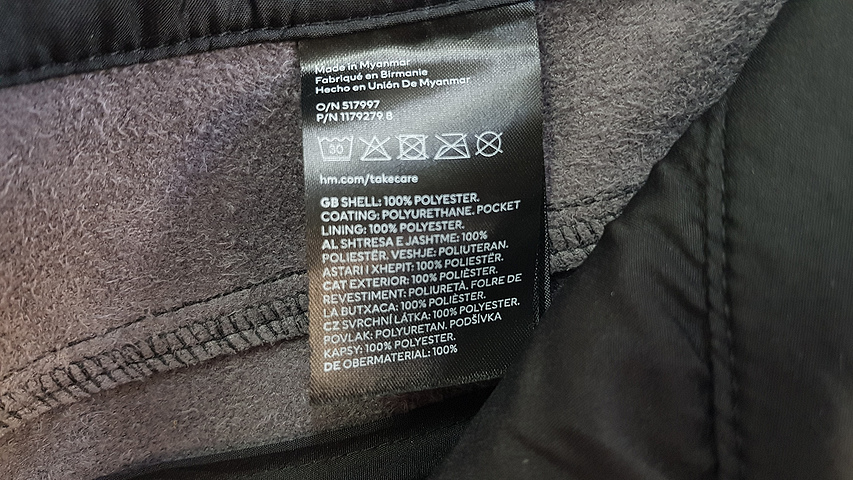 Made in Myanmar
Fabriqué en Birmanie
Hecho en Unión De Myanmar
O/N 517997
P/N 1179279 8
30
hm.com/takecare
GB SHELL: 100% POLYESTER.
COATING: POLYURETHANE. POCKET
LINING: 100% POLYESTER.
AL SHTRESA E JASHTME: 100%
POLIESTËR. VESHJE: POLIUTERAN.
ASTARI I XHEPIT: 100% POLIESTËR.
CAT EXTERIOR: 100% POLIÈSTER.
REVESTIMENT: POLIURETÀ. FOLRE DE
LA BUTXACA: 100% POLIÈSTER.
CZ SVRCHNÍ LÁTKA: 100% POLYESTER.
POVLAK: POLYURETAN. PODŠÍVKA
KAPSY: 100% POLYESTER.
DE OBERMATERIAL: 100%